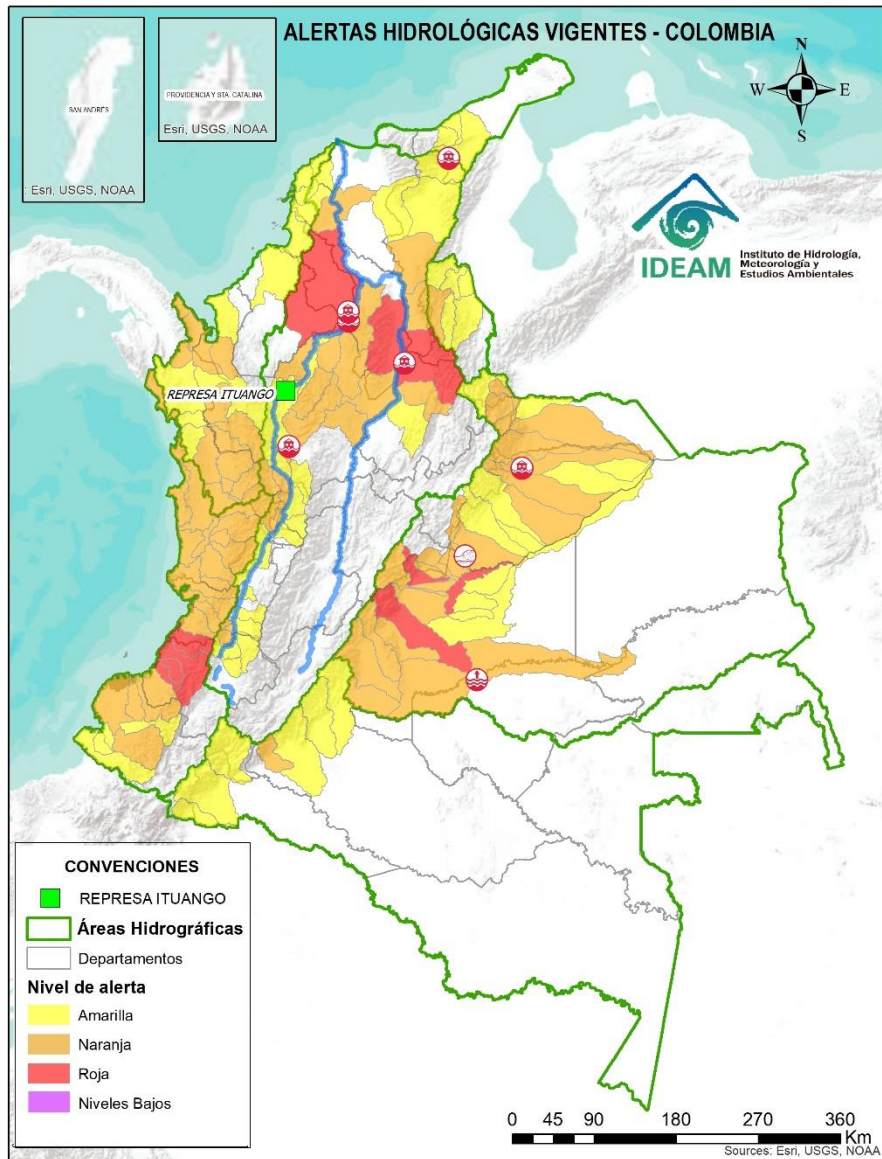 ALERTAS HIDROLÓGICAS VIGENTES - COLOMBIA
SAN ANDRÉS
: Esri, USGS, NOAA
PROVIDENCIA Y STA. CATALINA
Esri, USGS, NOAA
N
W
E
S
IDEAM
Instituto de Hidrología,
Meteorología y
Estudios Ambientales
REPRESA ITUANGO
CONVENCIONES
REPRESA ITUANGO
Áreas Hidrográficas
Departamentos
Nivel de alerta
Amarilla
Naranja
Roja
Niveles Bajos
0 45 90 180 270 360
Km
Sources: Esri, USGS, NOAA